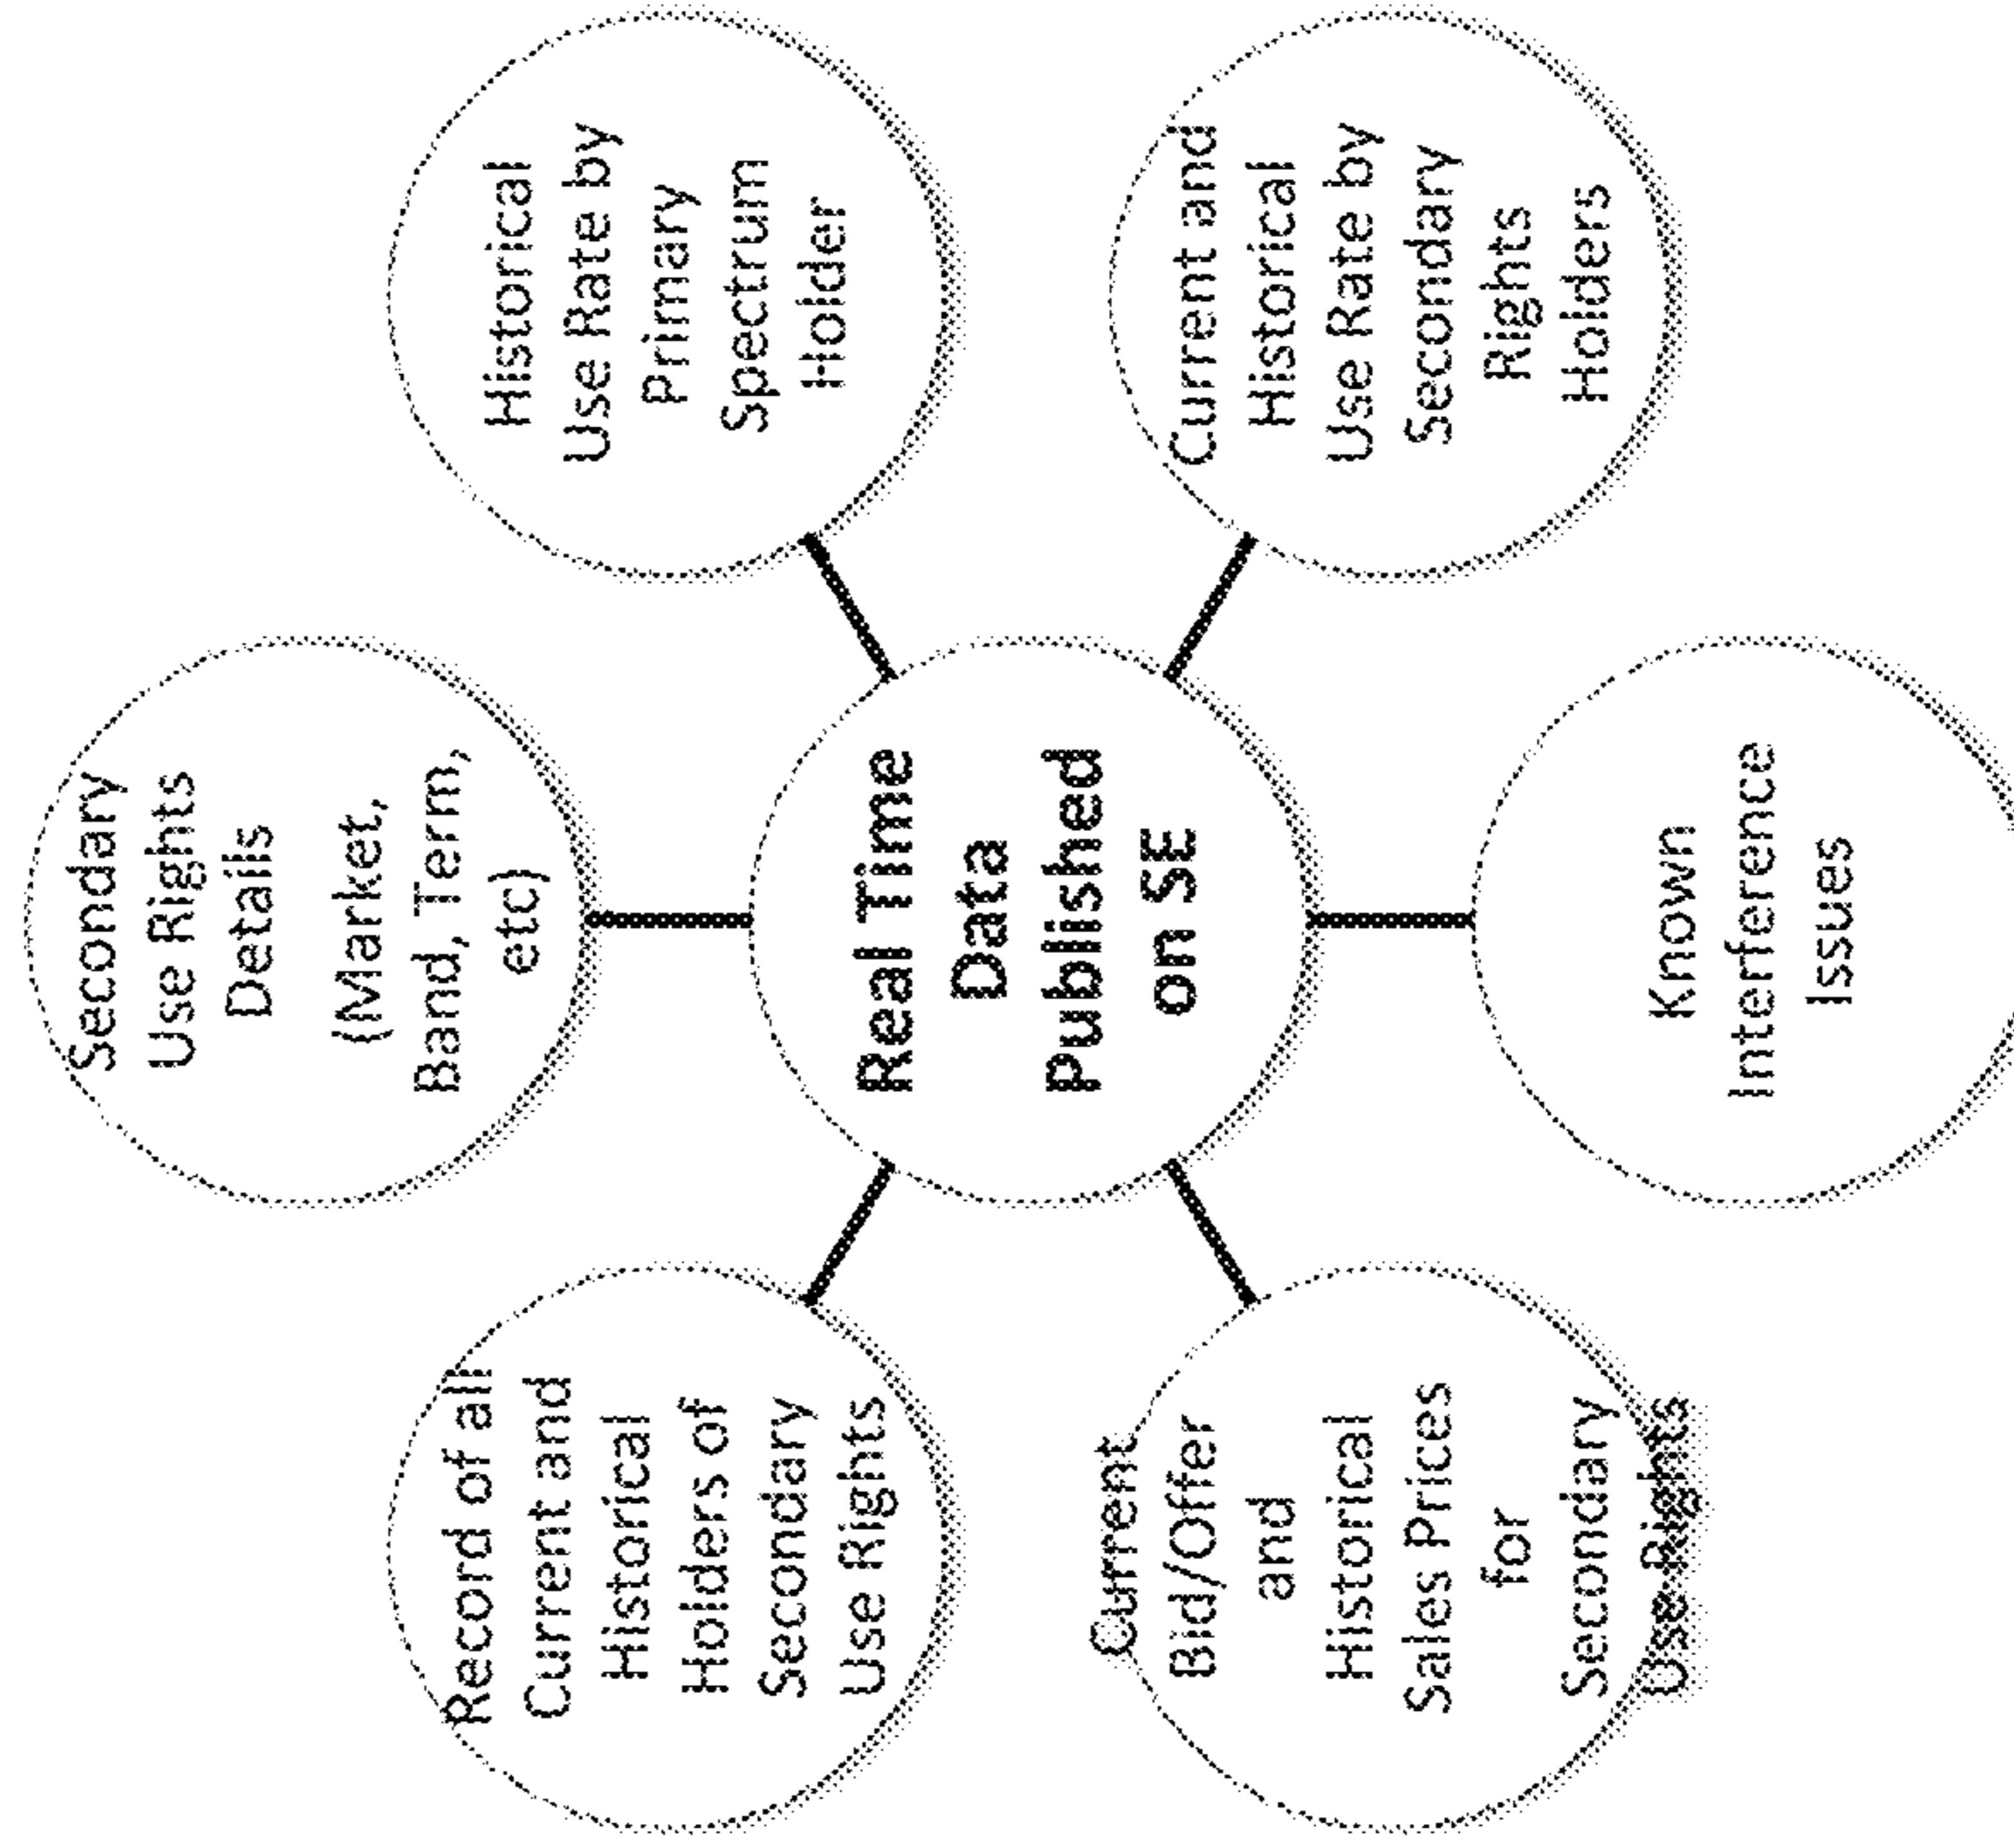 Real Time
Data
Published
on SE
Secondary
Use Rights
Details
(Market,
Band, Term,
etc)
Historical
Use Rate by
Primary
Spectrum
Holder
Current and
Historical
Use Rate by
Secondary
Rights
Holders
Known
Interference
Issues
Current
Bid/Offer
and
Historical
Sales Prices
for
Secondary
Use Rights
Record of all
Current and
Historical
Holders of
Secondary
Use Rights